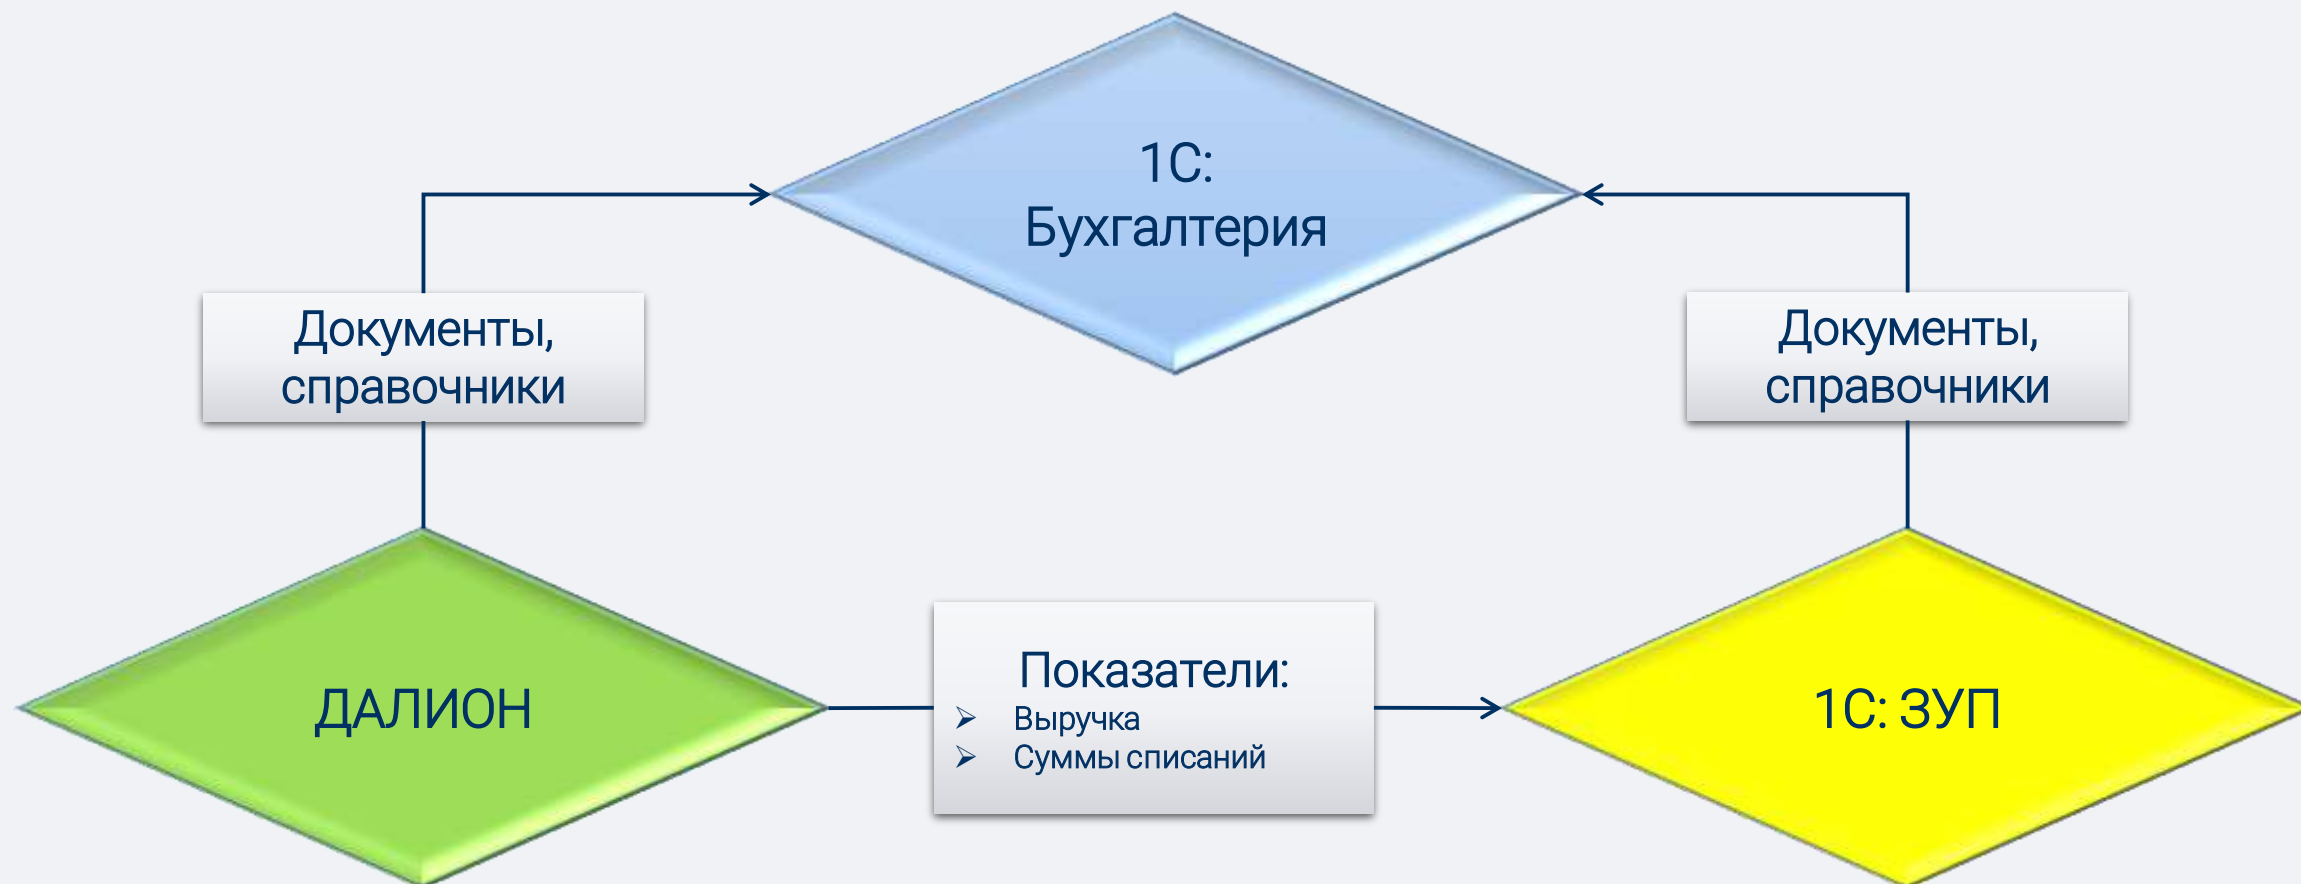 1С:
Бухгалтерия
Документы,
справочники
Документы,
справочники
ДАЛИОН
Показатели:
➢ Выручка
➢ Суммы списаний
1С: ЗУП